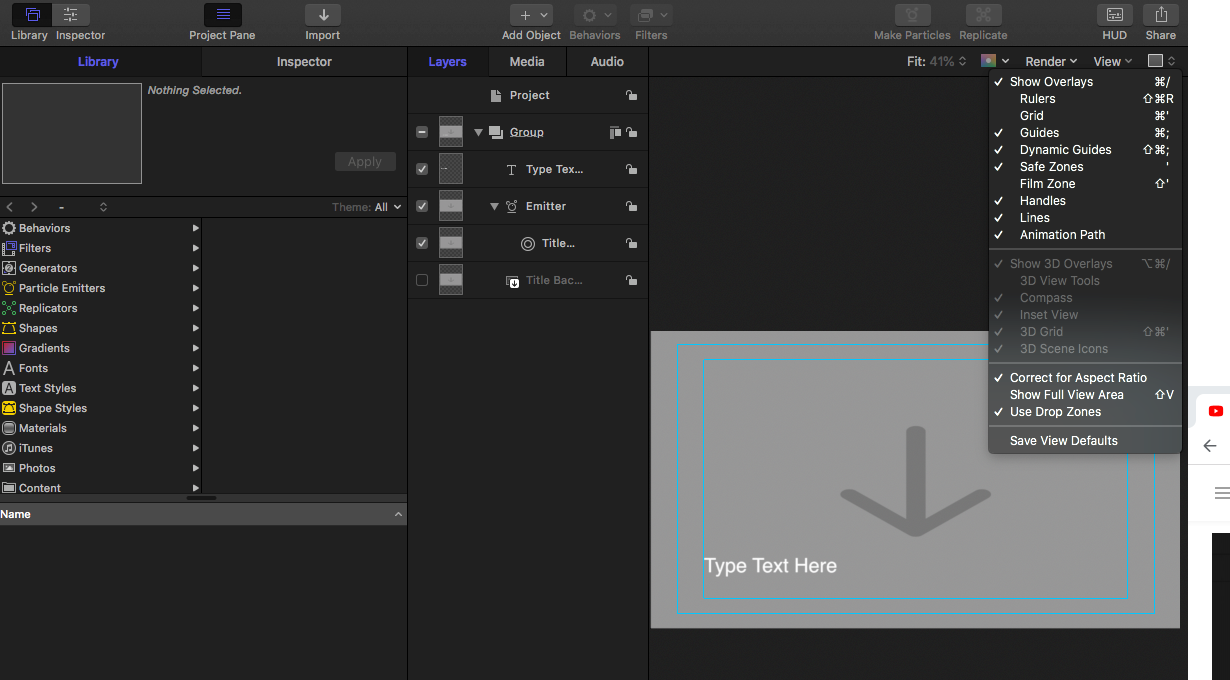 Library Inspector Project Pane Import Add Object Behaviors Filters Make Particles Replicate HUD Share
Library Inspector Layers Media Audio Fit: 41% Render View
Nothing Selected.
Apply
Theme: All
Behaviors
Filters
Generators
Particle Emitters
Replicators
Shapes
Gradients
Fonts
Text Styles
Shape Styles
Materials
iTunes
Photos
Content
Name
Project
Group
Type Tex...
Emitter
Title...
Title Bac...
✓ Show Overlays ⌘/
Rulers ⇧⌘R
Grid ⌘'
✓ Guides ⌘;
✓ Dynamic Guides ⇧⌘;
✓ Safe Zones '
Film Zone ⇧'
✓ Handles
✓ Lines
✓ Animation Path
✓ Show 3D Overlays ⌥⌘/
3D View Tools
✓ Compass
✓ Inset View
✓ 3D Grid ⇧⌘'
✓ 3D Scene Icons
✓ Correct for Aspect Ratio
Show Full View Area ⇧V
✓ Use Drop Zones
Save View Defaults
Type Text Here